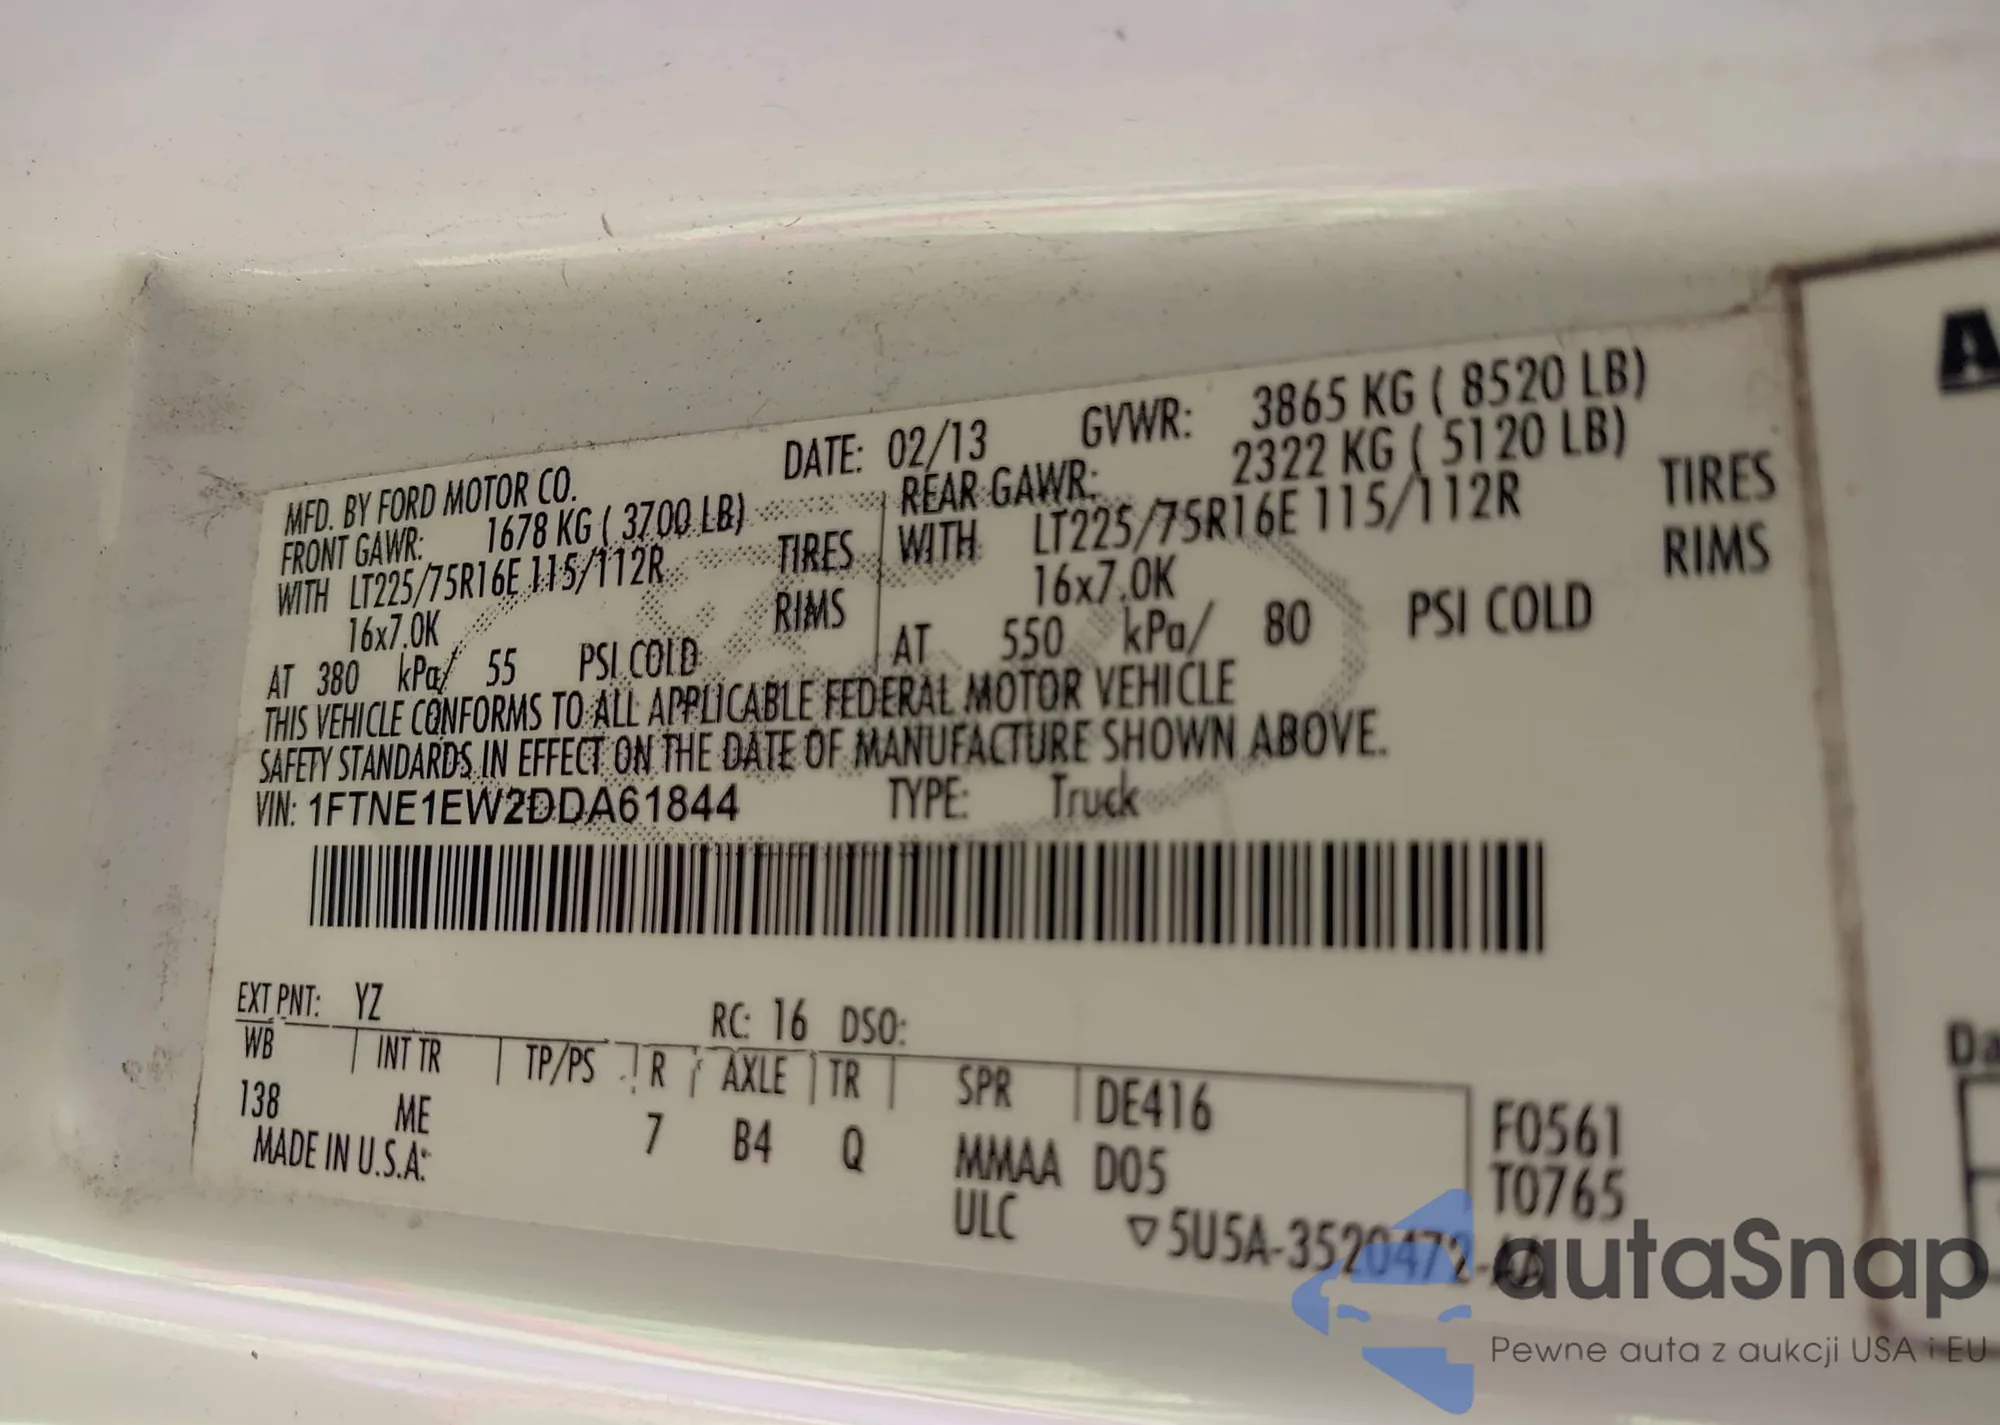 MFD. BY FORD MOTOR CO. DATE: 02/13 GVWR: 3865 KG ( 8520 LB)
FRONT GAWR: 1678 KG ( 3700 LB) REAR GAWR: 2322 KG ( 5120 LB)
WITH LT225/75R16E 115/112R TIRES WITH LT225/75R16E 115/112R TIRES
16x7.0K RIMS 16x7.0K RIMS
AT 380 kPa/ 55 PSI COLD AT 550 kPa/ 80 PSI COLD
THIS VEHICLE CONFORMS TO ALL APPLICABLE FEDERAL MOTOR VEHICLE
SAFETY STANDARDS IN EFFECT ON THE DATE OF MANUFACTURE SHOWN ABOVE.
VIN: 1FTNE1EW2DDA61844 TYPE: Truck
EXT PNT: YZ RC: 16 DSO:
WB INT TR TP/PS R AXLE TR SPR DE416 F0561
138 ME 7 B4 Q MMAA D05 T0765
MADE IN U.S.A. ULC ▽5U5A-3520472-AA
A
Da
autaSnap
Pewne auta z aukcji USA i EU